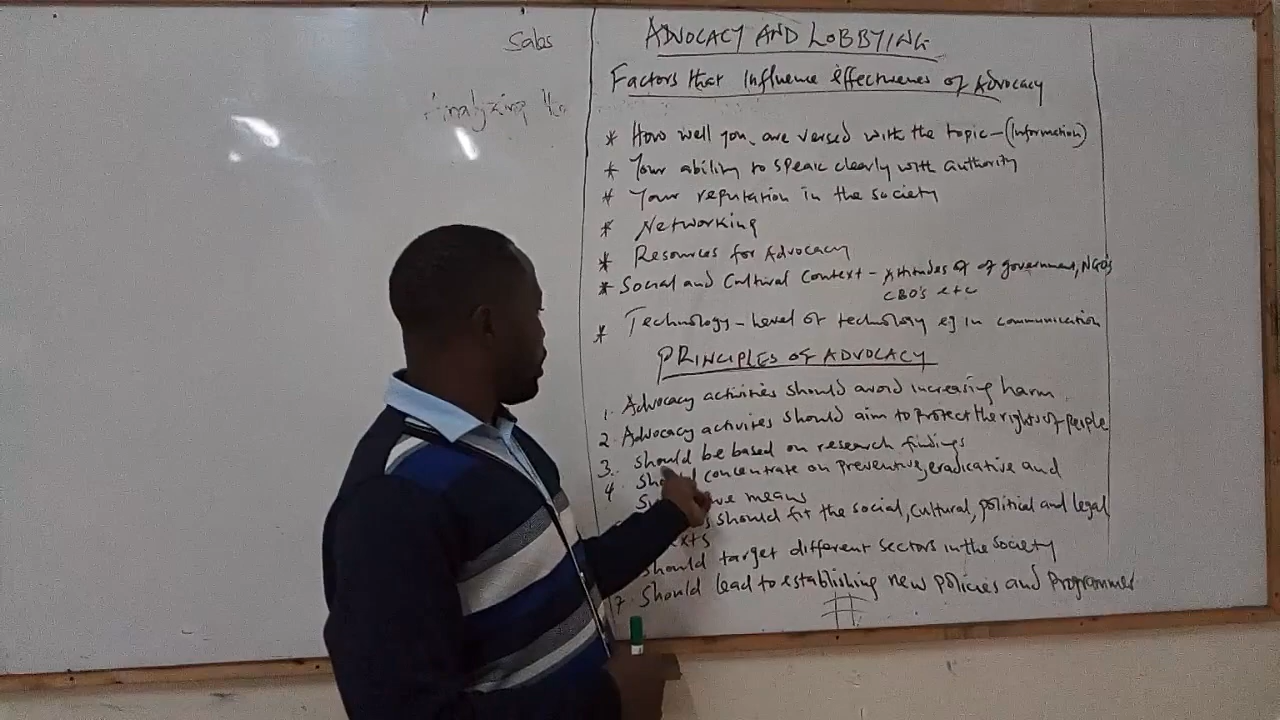 Sabs
ADVOCACY AND LOBBYING
Factors that influence effectivenes of Advocacy
* How well you are versed with the topic - (Information)
* Your ability to speak clearly with authority
* Your reputation in the society
* Networking
* Resources for Advocacy
* Social and Cultural Context - Attitudes of of government, NGO's
CBO's etc
* Technology - Level of technology eg in communication
PRINCIPLES OF ADVOCACY
1. Advocacy activities should avoid increasing harm
2. Advocacy activites should aim to protect the rights of people
3. should be based on research findings
4. concentrate on preventive, eradicative and
means
should fit the social, cultural, political and legal
should target different sectors in the society
7. Should lead to establishing new policies and Programmes